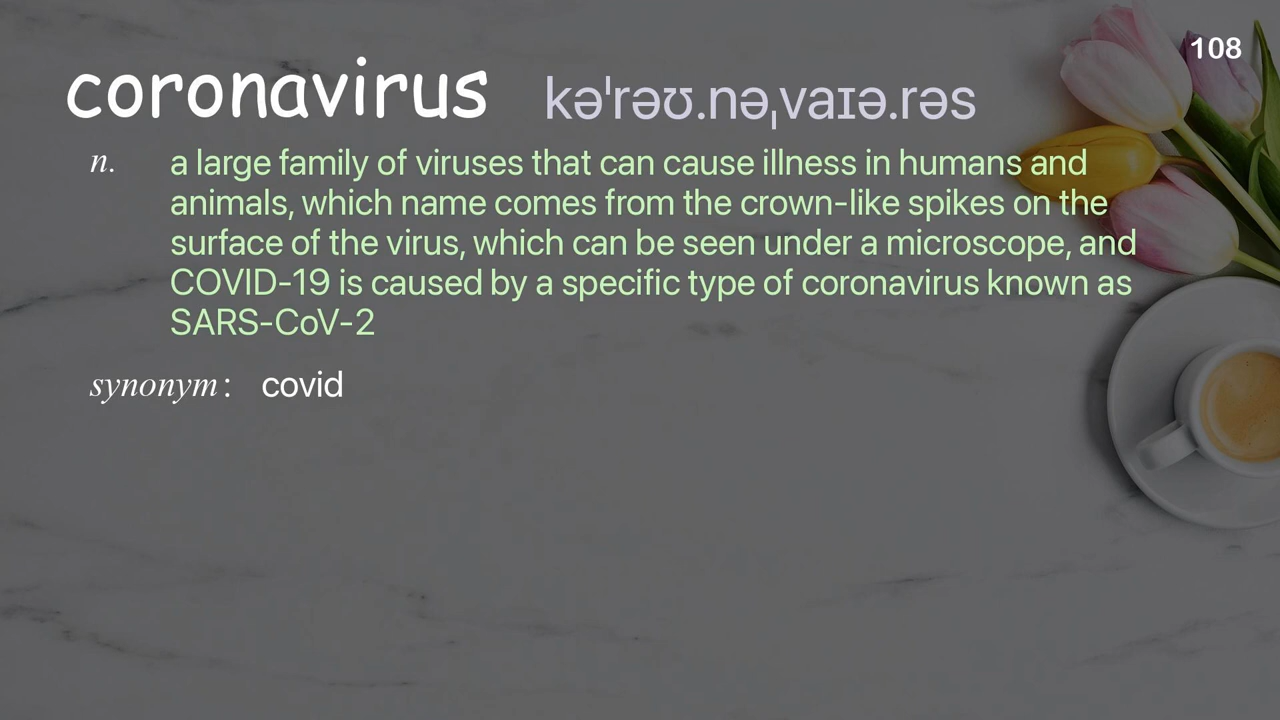 108
coronavirus kəˈrəʊ.nəˌvaɪə.rəs
n. a large family of viruses that can cause illness in humans and
animals, which name comes from the crown-like spikes on the
surface of the virus, which can be seen under a microscope, and
COVID-19 is caused by a specific type of coronavirus known as
SARS-CoV-2
synonym : covid